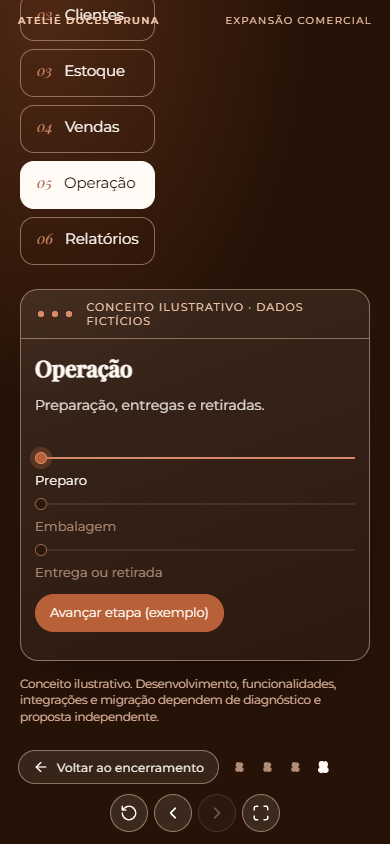 02 Clientes
ATELIÊ DOCES BRUNA
EXPANSÃO COMERCIAL
03 Estoque
04 Vendas
05 Operação
06 Relatórios
CONCEITO ILUSTRATIVO · DADOS
FICTÍCIOS
Operação
Preparação, entregas e retiradas.
Preparo
Embalagem
Entrega ou retirada
Avançar etapa (exemplo)
Conceito ilustrativo. Desenvolvimento, funcionalidades,
integrações e migração dependem de diagnóstico e
proposta independente.
Voltar ao encerramento